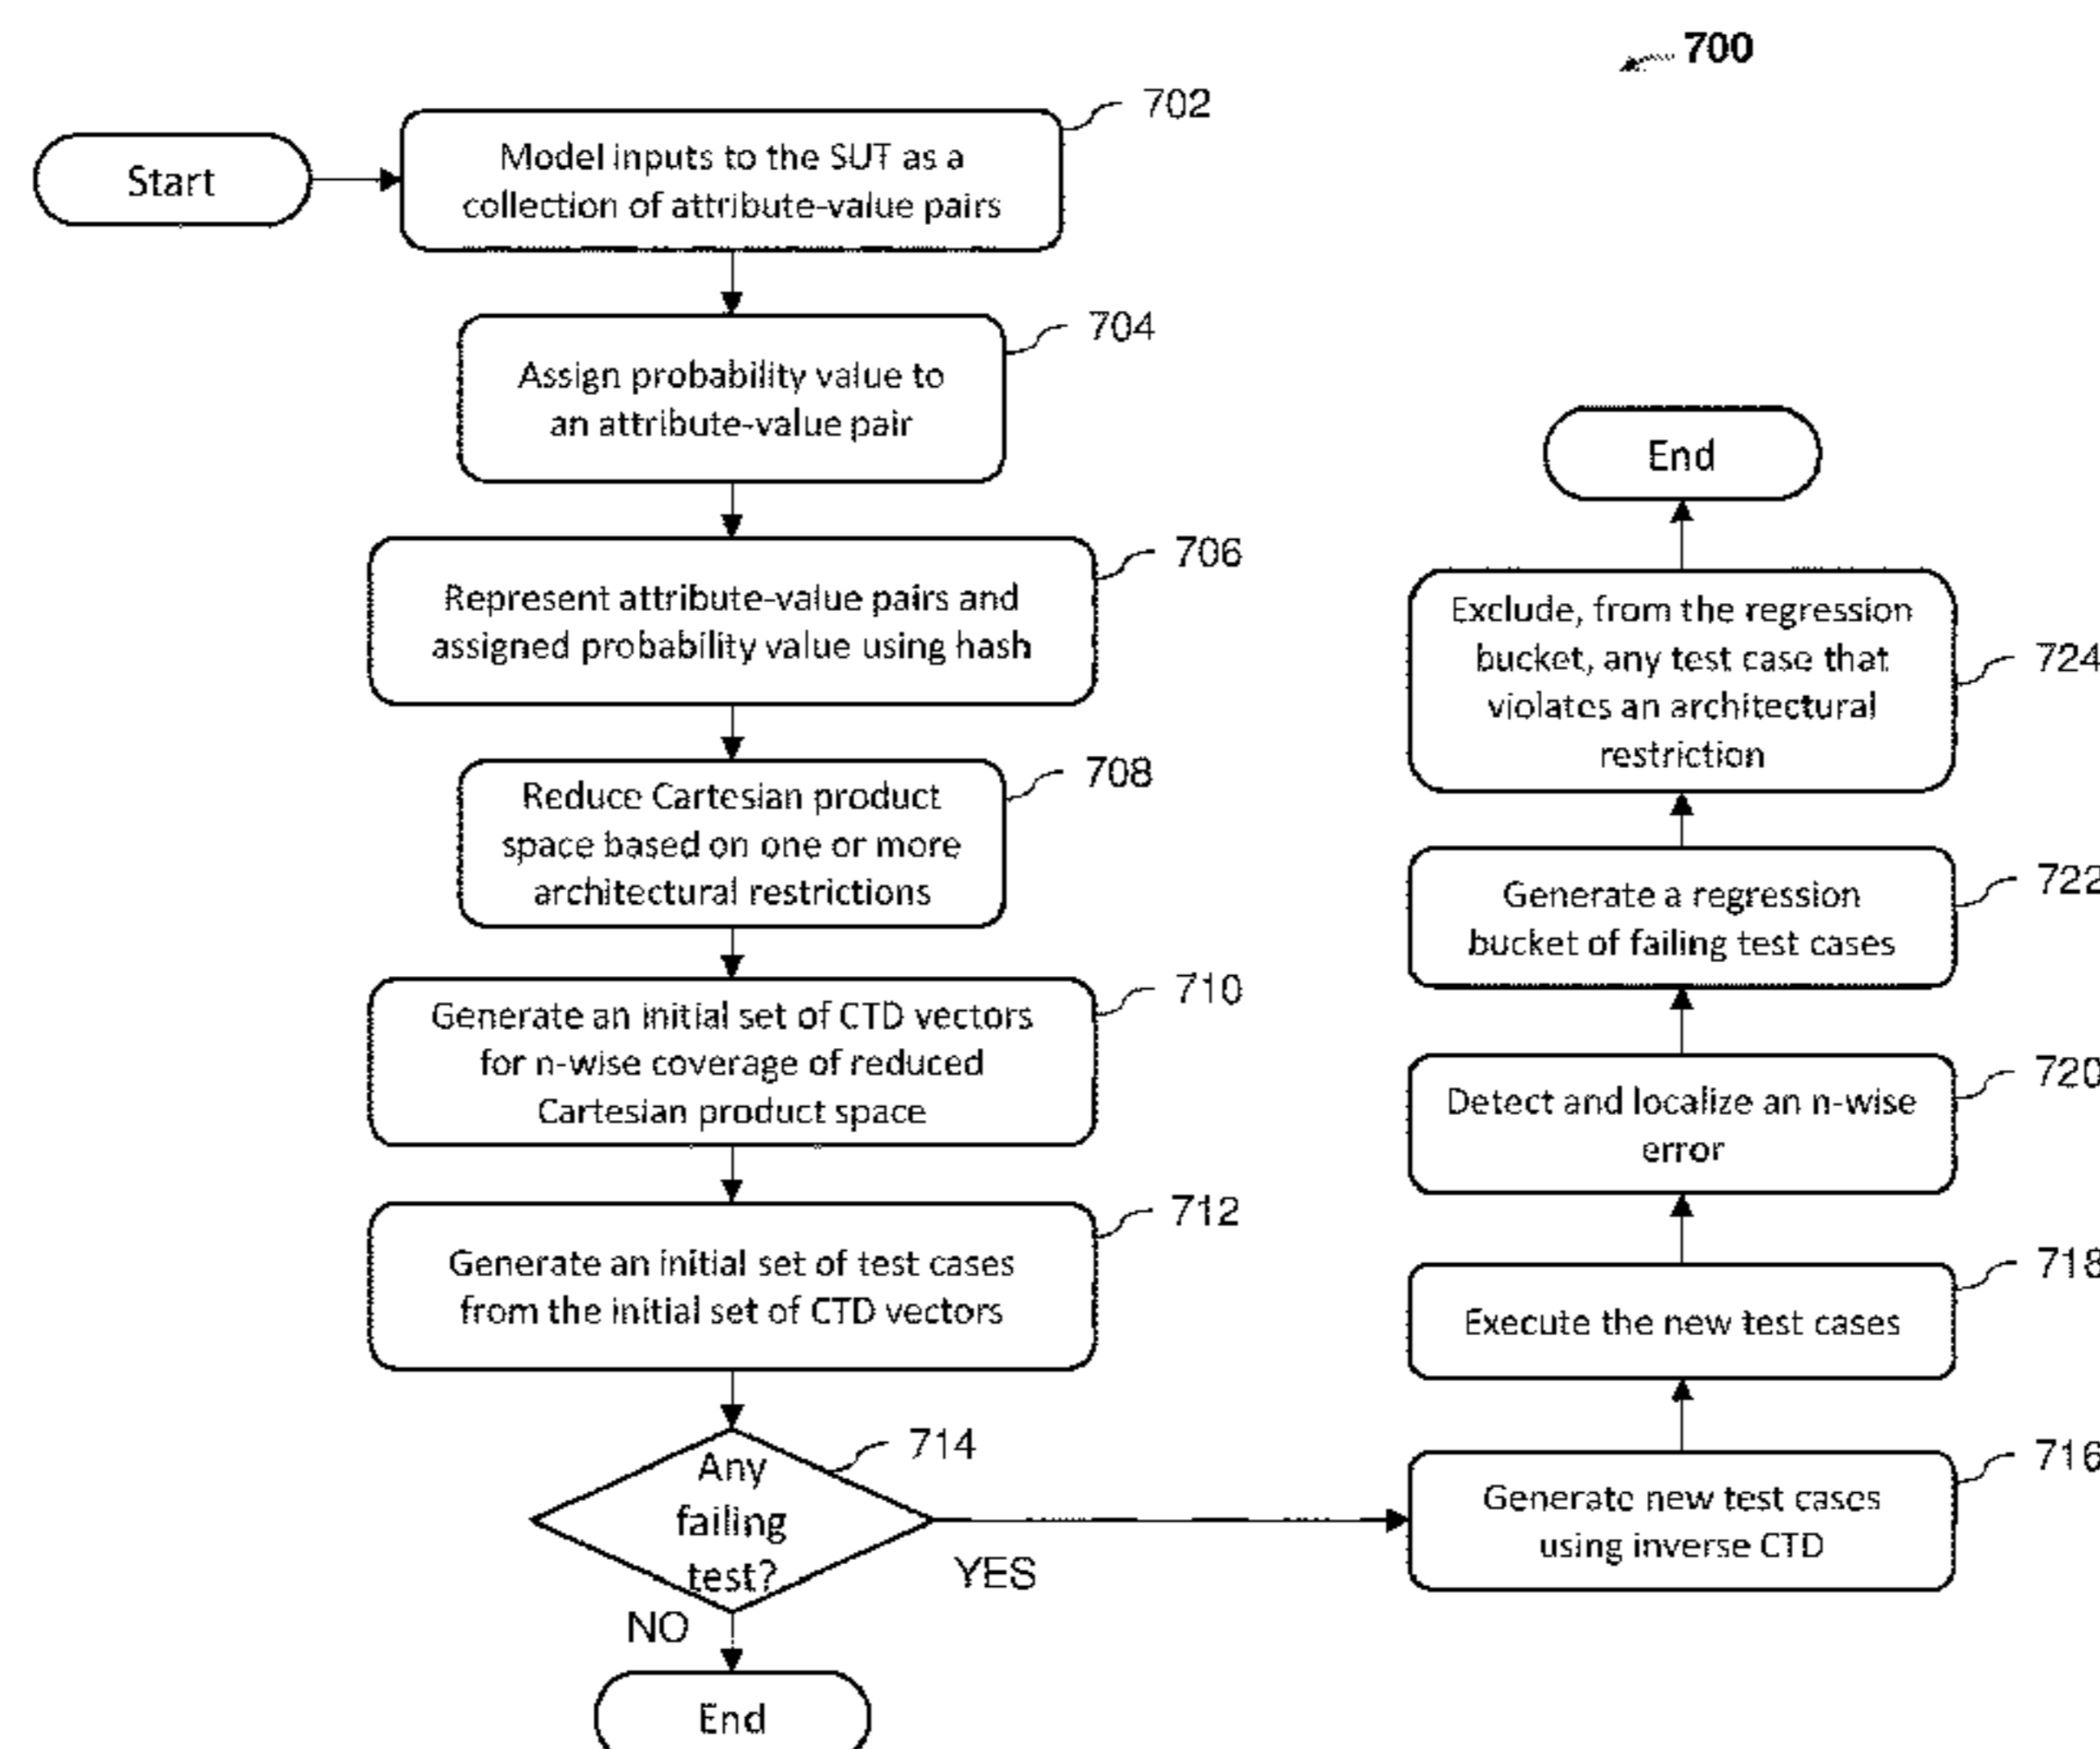 700
Start
702
Model inputs to the SUT as a
collection of attribute-value pairs
704
Assign probability value to
an attribute-value pair
706
Represent attribute-value pairs and
assigned probability value using hash
708
Reduce Cartesian product
space based on one or more
architectural restrictions
710
Generate an initial set of CTD vectors
for n-wise coverage of reduced
Cartesian product space
712
Generate an initial set of test cases
from the initial set of CTD vectors
714
Any
failing
test?
YES
NO
End
716
Generate new test cases
using inverse CTD
718
Execute the new test cases
720
Detect and localize an n-wise
error
722
Generate a regression
bucket of failing test cases
724
Exclude, from the regression
bucket, any test case that
violates an architectural
restriction
End